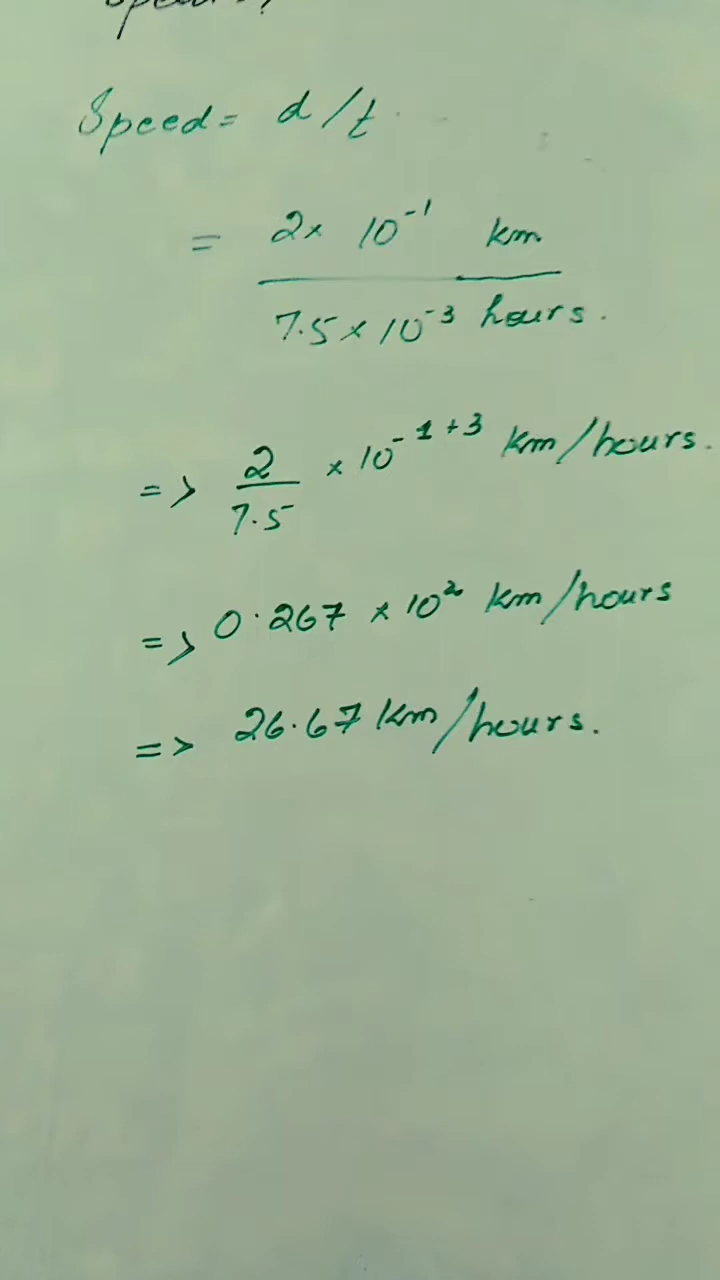 Speed = d/t
= 2 × 10⁻¹ km
7.5 × 10⁻³ hours.
=> 2/7.5 × 10⁻¹⁺³ km/hours.
=> 0.267 × 10² km/hours
=> 26.67 km/hours.